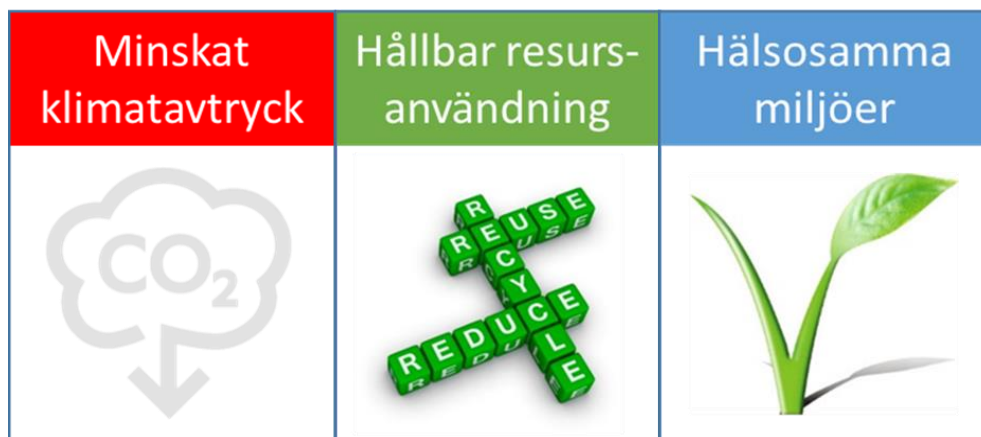 Minskat
klimatavtryck
Hållbar resurs-
användning
Hälsosamma
miljöer
CO2
RECYCLE
REUSE
REDUCE